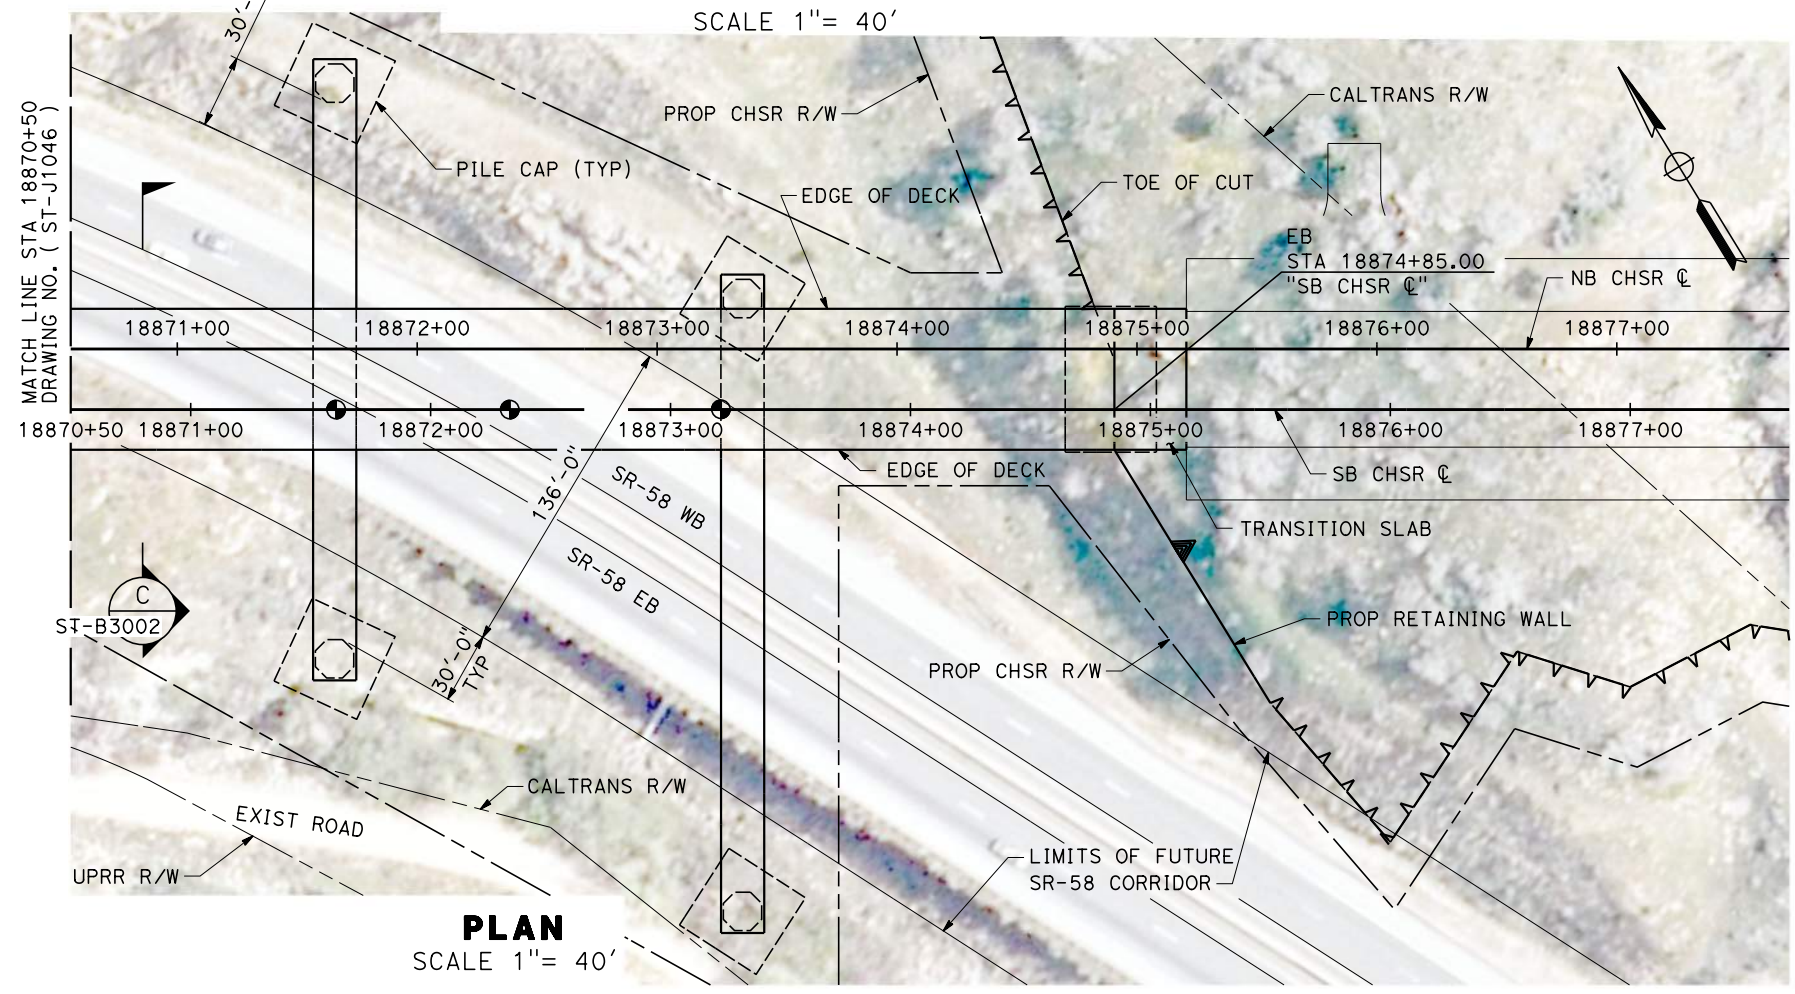 SCALE 1"= 40'
30'-
MATCH LINE STA 18870+50
DRAWING NO. ( ST-J1046 )
PROP CHSR R/W
CALTRANS R/W
PILE CAP (TYP)
TOE OF CUT
EDGE OF DECK
EB
STA 18874+85.00
"SB CHSR ℄"
NB CHSR ℄
18871+00
18872+00
18873+00
18874+00
18875+00
18876+00
18877+00
18870+50
18871+00
18872+00
18873+00
18874+00
18875+00
18876+00
18877+00
EDGE OF DECK
SB CHSR ℄
136'-0"
SR-58 WB
TRANSITION SLAB
SR-58 EB
C
ST-B3002
PROP RETAINING WALL
30'-0"
TYP
PROP CHSR R/W
CALTRANS R/W
EXIST ROAD
LIMITS OF FUTURE
SR-58 CORRIDOR
UPRR R/W
PLAN
SCALE 1"= 40'